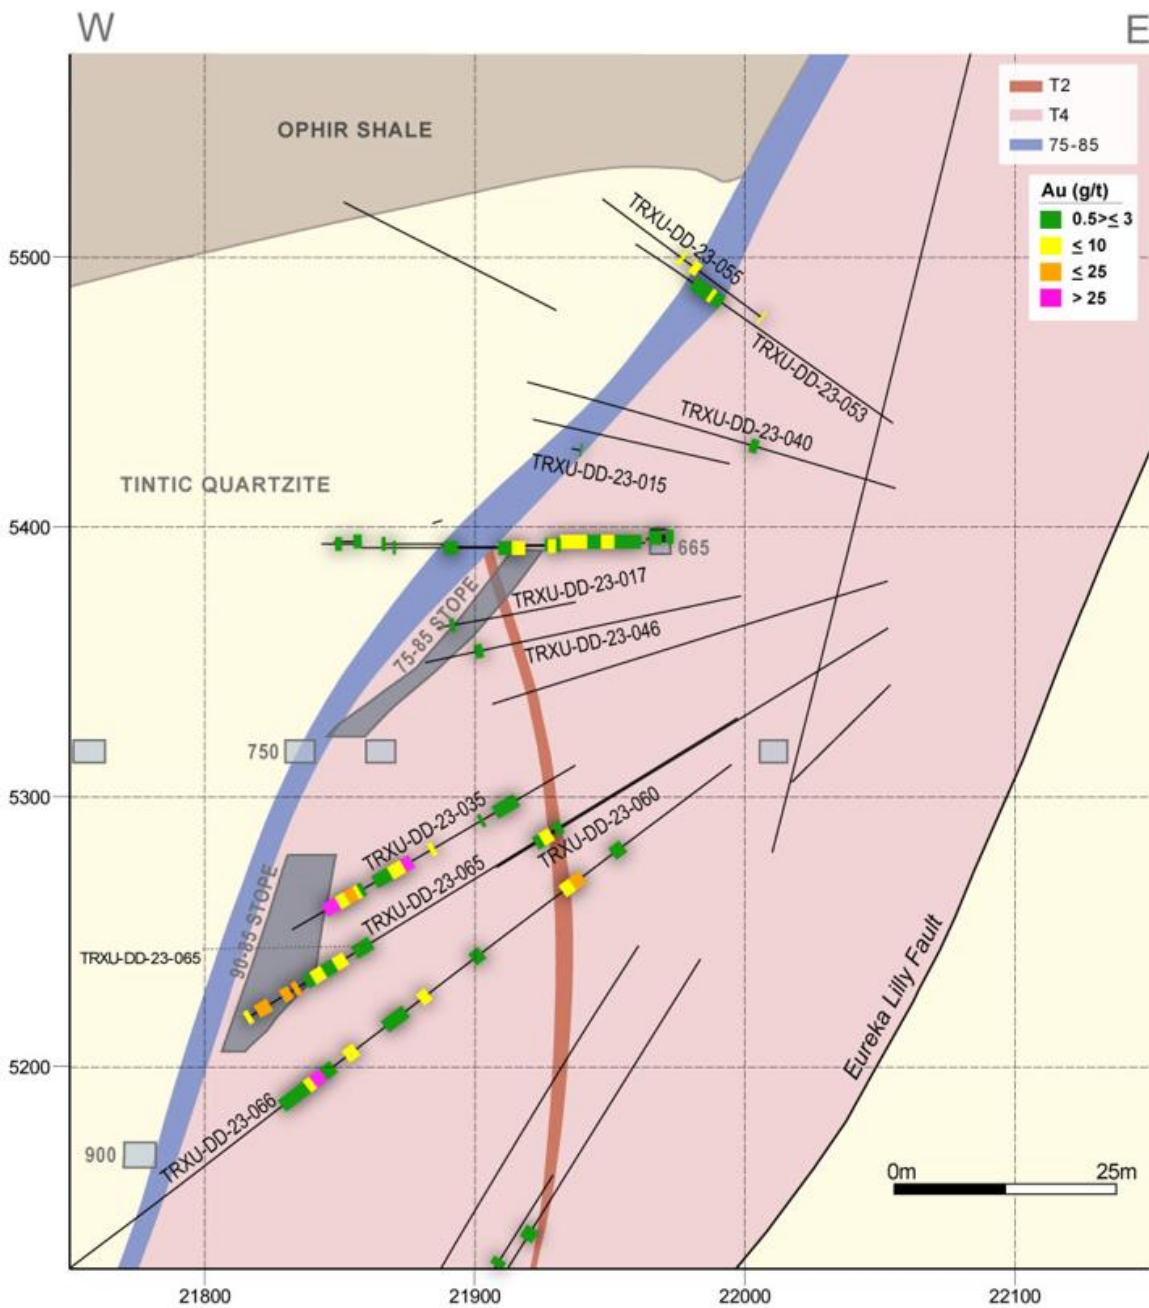 W
E
T2
T4
75-85
OPHIR SHALE
Au (g/t)
0.5>≤ 3
≤ 10
≤ 25
> 25
TRXU-DD-23-055
5500
TRXU-DD-23-053
TRXU-DD-23-040
TRXU-DD-23-015
TINTIC QUARTZITE
5400
665
TRXU-DD-23-017
75-85 STOPE
TRXU-DD-23-046
750
5300
TRXU-DD-23-035
TRXU-DD-23-060
TRXU-DD-23-065
90-85 STOPE
TRXU-DD-23-065
Eureka Lilly Fault
5200
TRXU-DD-23-066
900
0m 25m
21800 21900 22000 22100